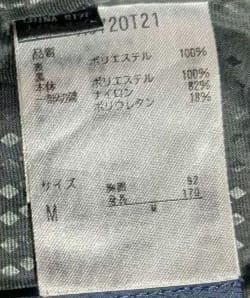 20T21
品質
表 ポリエステル 100%
裏
本体 ポリエステル 100%
一部切替 ナイロン 82%
ポリウレタン 18%
サイズ 胸囲 92
身長 170
M